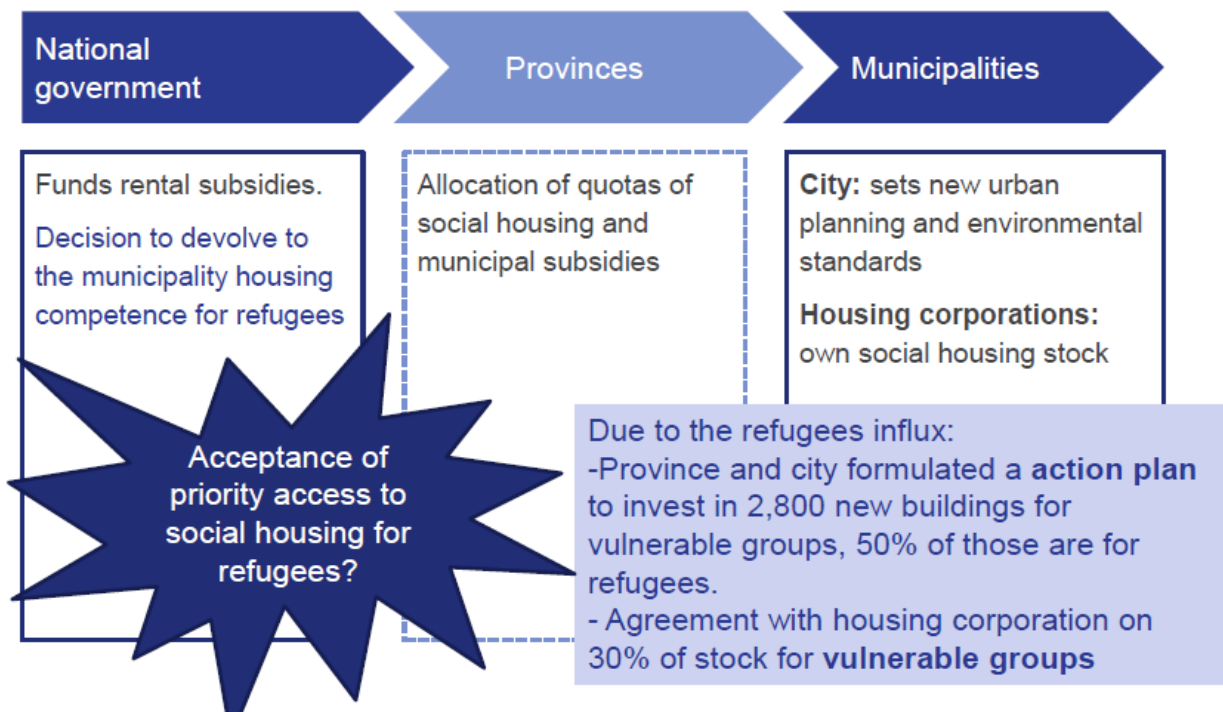 National
government
Provinces
Municipalities
Funds rental subsidies.
Decision to devolve to
the municipality housing
competence for refugees
Allocation of quotas of
social housing and
municipal subsidies
City: sets new urban
planning and environmental
standards
Housing corporations:
own social housing stock
Acceptance of
priority access to
social housing for
refugees?
Due to the refugees influx:
-Province and city formulated a action plan
to invest in 2,800 new buildings for
vulnerable groups, 50% of those are for
refugees.
- Agreement with housing corporation on
30% of stock for vulnerable groups